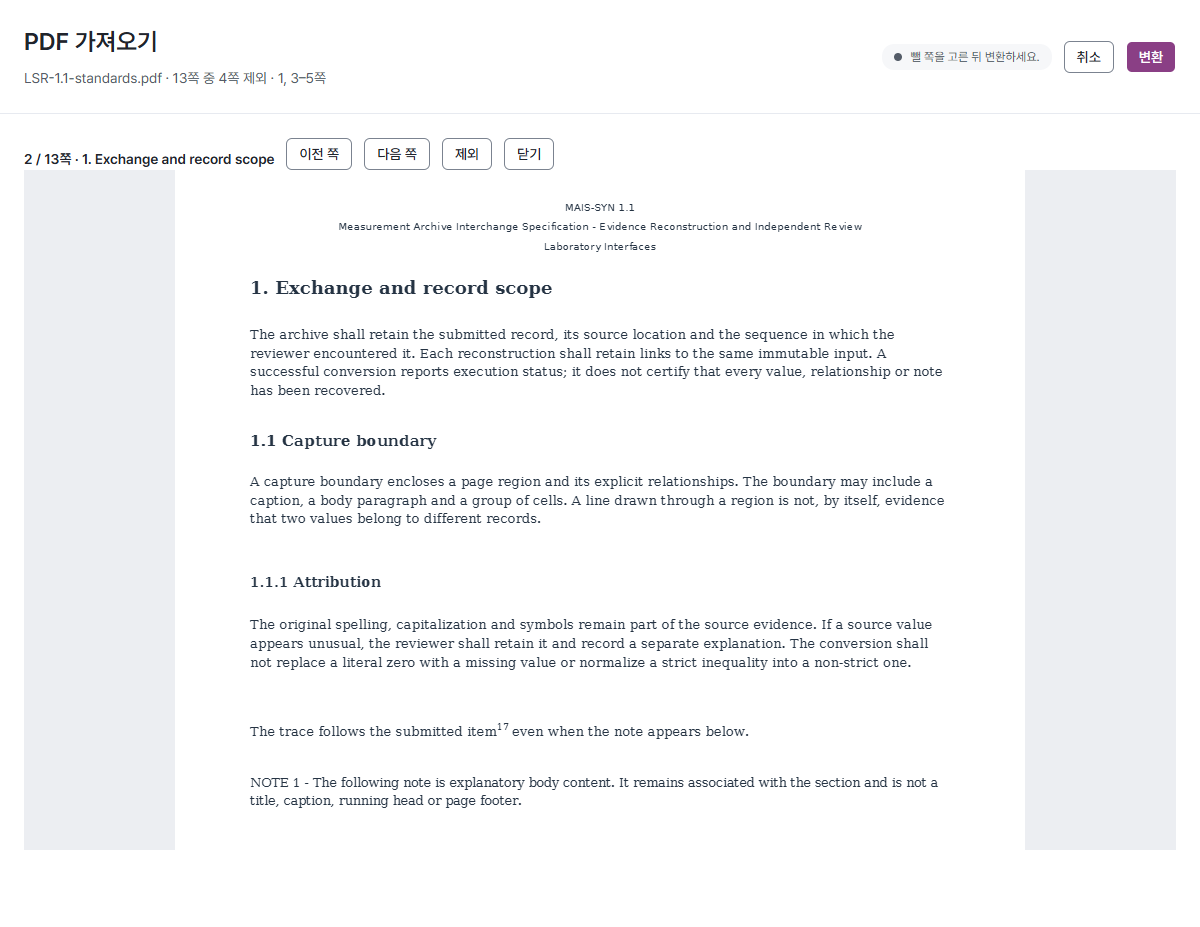 PDF 가져오기
LSR-1.1-standards.pdf · 13쪽 중 4쪽 제외 · 1, 3–5쪽
뺄 쪽을 고른 뒤 변환하세요.
취소
변환
2 / 13쪽 · 1. Exchange and record scope
이전 쪽
다음 쪽
제외
닫기
MAIS-SYN 1.1
Measurement Archive Interchange Specification - Evidence Reconstruction and Independent Review
Laboratory Interfaces
1. Exchange and record scope
The archive shall retain the submitted record, its source location and the sequence in which the
reviewer encountered it. Each reconstruction shall retain links to the same immutable input. A
successful conversion reports execution status; it does not certify that every value, relationship or note
has been recovered.
1.1 Capture boundary
A capture boundary encloses a page region and its explicit relationships. The boundary may include a
caption, a body paragraph and a group of cells. A line drawn through a region is not, by itself, evidence
that two values belong to different records.
1.1.1 Attribution
The original spelling, capitalization and symbols remain part of the source evidence. If a source value
appears unusual, the reviewer shall retain it and record a separate explanation. The conversion shall
not replace a literal zero with a missing value or normalize a strict inequality into a non-strict one.
The trace follows the submitted item17 even when the note appears below.
NOTE 1 - The following note is explanatory body content. It remains associated with the section and is not a
title, caption, running head or page footer.